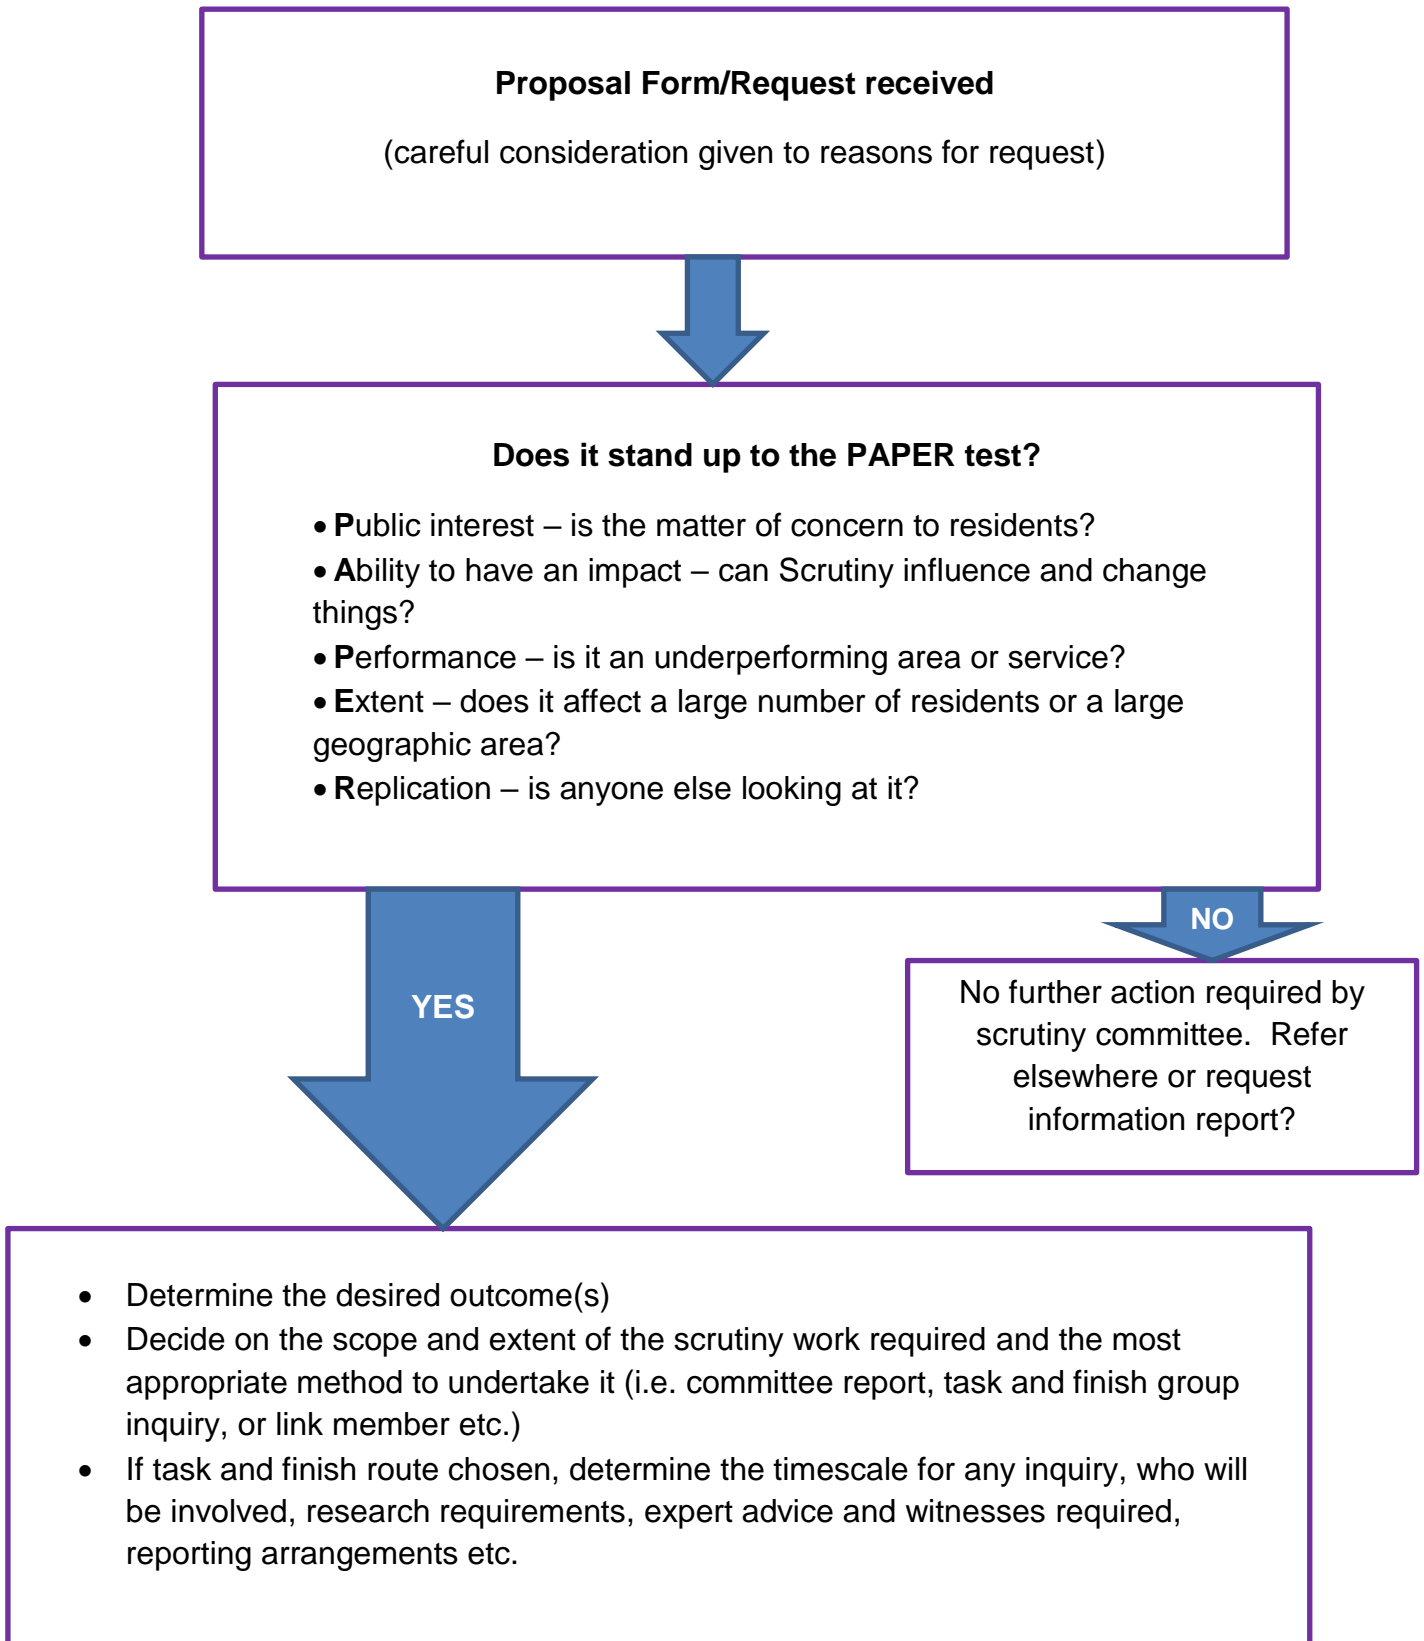 Proposal Form/Request received
(careful consideration given to reasons for request)
Does it stand up to the PAPER test?
• Public interest – is the matter of concern to residents?
• Ability to have an impact – can Scrutiny influence and change
things?
• Performance – is it an underperforming area or service?
• Extent – does it affect a large number of residents or a large
geographic area?
• Replication – is anyone else looking at it?
NO
No further action required by
scrutiny committee.  Refer
elsewhere or request
information report?
YES
• Determine the desired outcome(s)
• Decide on the scope and extent of the scrutiny work required and the most
appropriate method to undertake it (i.e. committee report, task and finish group
inquiry, or link member etc.)
• If task and finish route chosen, determine the timescale for any inquiry, who will
be involved, research requirements, expert advice and witnesses required,
reporting arrangements etc.